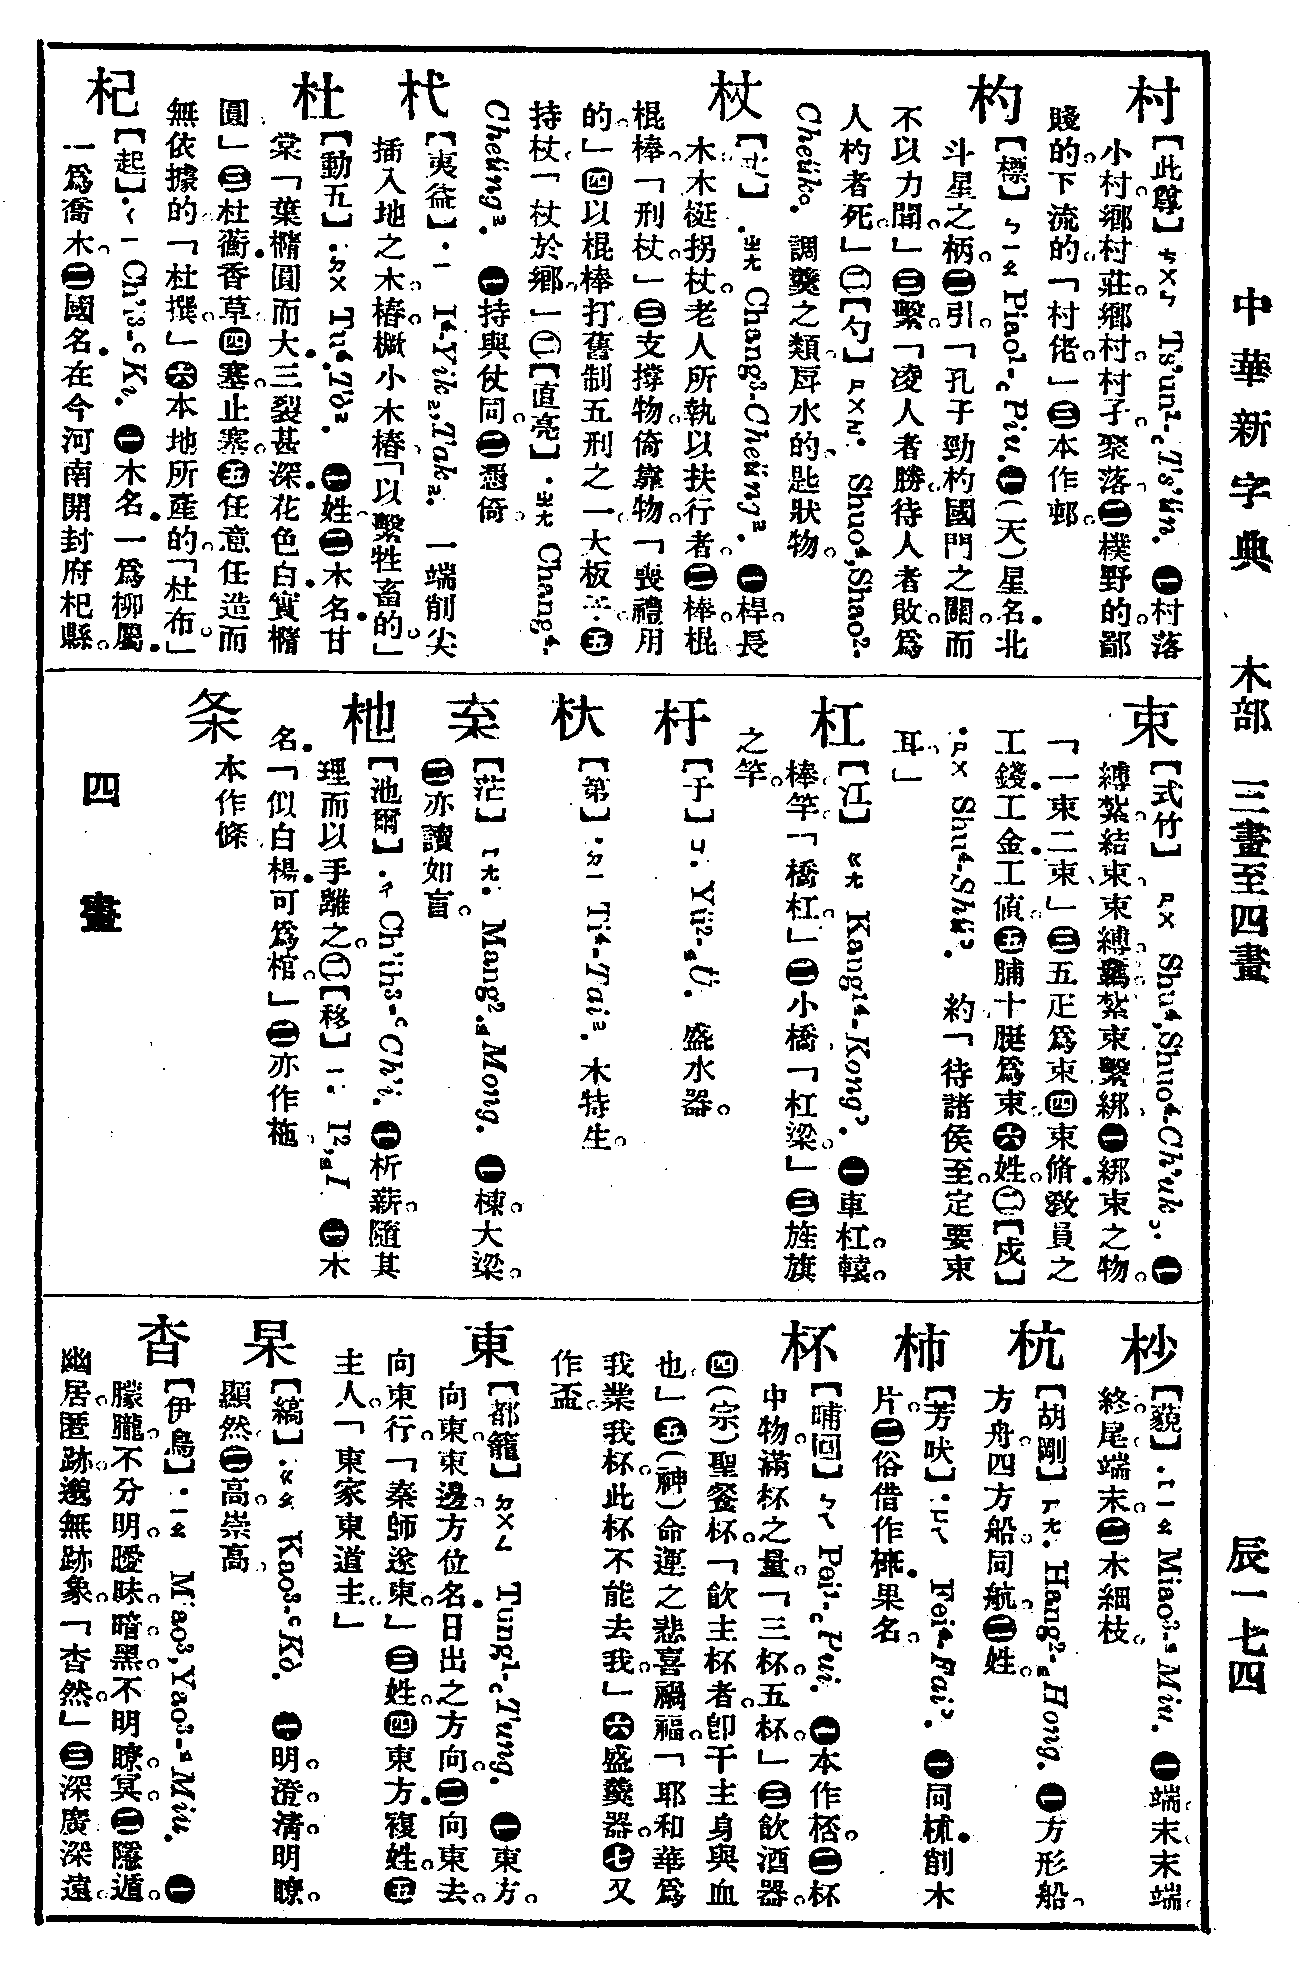 中華新字典　木部　三畫至四畫　辰一七四
村
【此尊】ㄘㄨㄣ Ts'un¹-꜀Ts'ün. ㊀村落
小村鄉村莊鄉村村子聚落㊁樸野的鄙
賤的下流的「村佬」㊂本作邨
杓
【標】ㄅㄧㄠ Piao¹-꜀Piu. ㊀(天)星名北
斗星之柄㊁引「孔子勁杓國門之關而
不以力聞」㊂繫「凌人者勝待人者敗爲
人杓者死」㈡【勺】ㄕㄨㄛ Shuo⁴,Shao²-
Cheük. 調羹之類戽水的匙狀物
杖
ㄓㄤ Chang³-Cheüng². ㊀桿長
木木梃拐杖老人所執以扶行者㊁棒棍
棍棒「刑杖」㊂支撐物倚靠物「喪禮用
的」㊃以棍棒打舊制五刑之一大板㊄
持杖「杖於鄉」㈡【直亮】ㄓㄤ Chang⁴-
Cheüng². ㊀持與仗同㊁憑倚
杙
【夷益】ㄧ I⁴-Yik₂,Tak₂. 一端削尖
插入地之木樁橛小木樁「以繫牲畜的」
杜
【動五】ㄉㄨ Tu⁴-Tò². ㊀姓㊁木名甘
棠「葉橢圓而大三裂甚深花色白實橢
圓」㊂杜蘅香草㊃塞止塞㊄任意任造而
無依據的「杜撰」㊅本地所產的「杜布」
杞
【起】ㄑㄧ Ch'i³-Ki. ㊀木名一爲柳屬
一爲喬木㊁國名在今河南開封府杞縣
束
【式竹】ㄕㄨ Shu⁴,Shuo⁴-Ch'uk. ㊀
縛紮結束束縛羈紮束繫綁㊀綁束之物
「一束二束」㊂五疋爲束㊃束脩教員之
工錢工金工值㊄脯十脡爲束㊅姓㈡【戍】
ㄕㄨ Shu⁴-Shü. 約「待諸侯至定要束
耳」
杠
【江】ㄍㄤ Kang¹⁴-Kong. ㊀車杠轅
棒竿「橋杠」㊁小橋「杠梁」㊂旌旗
之竿
杅
【于】ㄩ Yü²-Ü. 盛水器
杕
【第】ㄉㄧ Ti⁴-Tai². 木特生
杗
【茫】ㄇㄤ Mang²-Mong. ㊀棟大梁
㊁亦讀如盲
杝
【池爾】ㄔ Ch'ih³-Ch'i. ㊀析薪隨其
理而以手離之㈡【移】ㄧ I²-I ㊀木
名「似白楊可爲棺」㊁亦作柂
条
本作條
四　畫
杪
【藐】ㄇㄧㄠ Miao³-Miu. ㊀端末末端
終尾端末㊁木細枝
杭
【胡剛】ㄏㄤ Hang²-Hong. ㊀方形船
方舟四方船同航㊁姓
杮
【芳吠】ㄈㄟ Fei⁴-Fai. ㊀同㭒削木
片㊁俗借作柿果名
杯
【晡回】ㄅㄟ Pei¹-꜀Pui. ㊀本作桮㊁杯
中物滿杯之量「三杯五杯」㊂飲酒器
㊃(宗)聖餐杯「飲主杯者卽干主身與血
也」㊄(神)命運之悲喜禍福「耶和華爲
我業我杯此杯不能去我」㊅盛羹器㊆又
作盃
東
【都籠】ㄉㄨㄥ Tung¹-꜀Tung. ㊀東方
向東東邊方位名日出之方向㊁向東去
向東行「秦師遂東」㊂姓㊃東方複姓㊄
主人「東家東道主」
杲
【縞】ㄍㄠ Kao³-Kò. ㊀明澄清明瞭
顯然㊁高崇高
杳
【伊鳥】ㄧㄠ Miao³,Yao³-Miu. ㊀
朦朧不分明曖昧暗黑不明瞭冥㊁隱遁
幽居匿跡邈無跡象「杳然」㊂深廣深遠